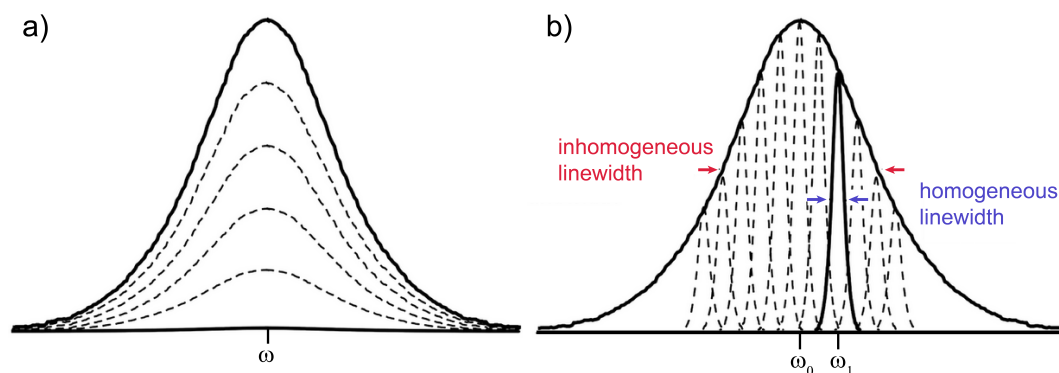 a)
b)
inhomogeneous
linewidth
homogeneous
linewidth
ω
ω₀
ω₁